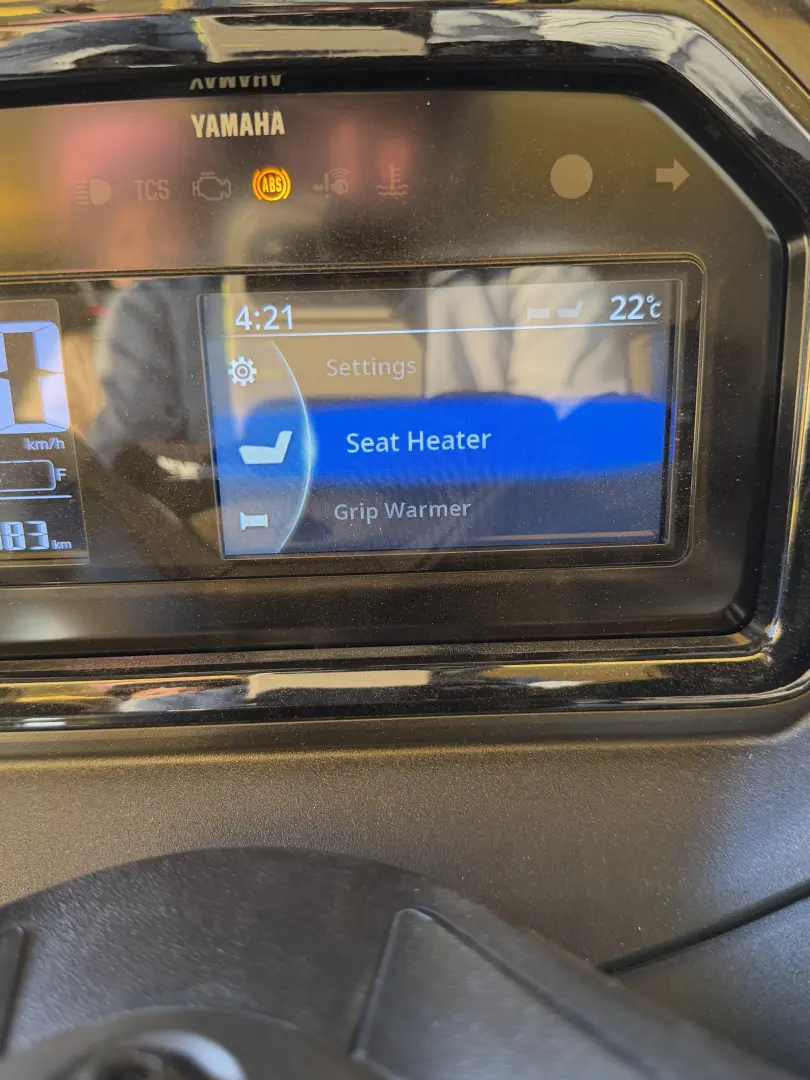 YAMAHA
TCS
ABS
4:21
22°C
Settings
km/h
Seat Heater
F
Grip Warmer
km